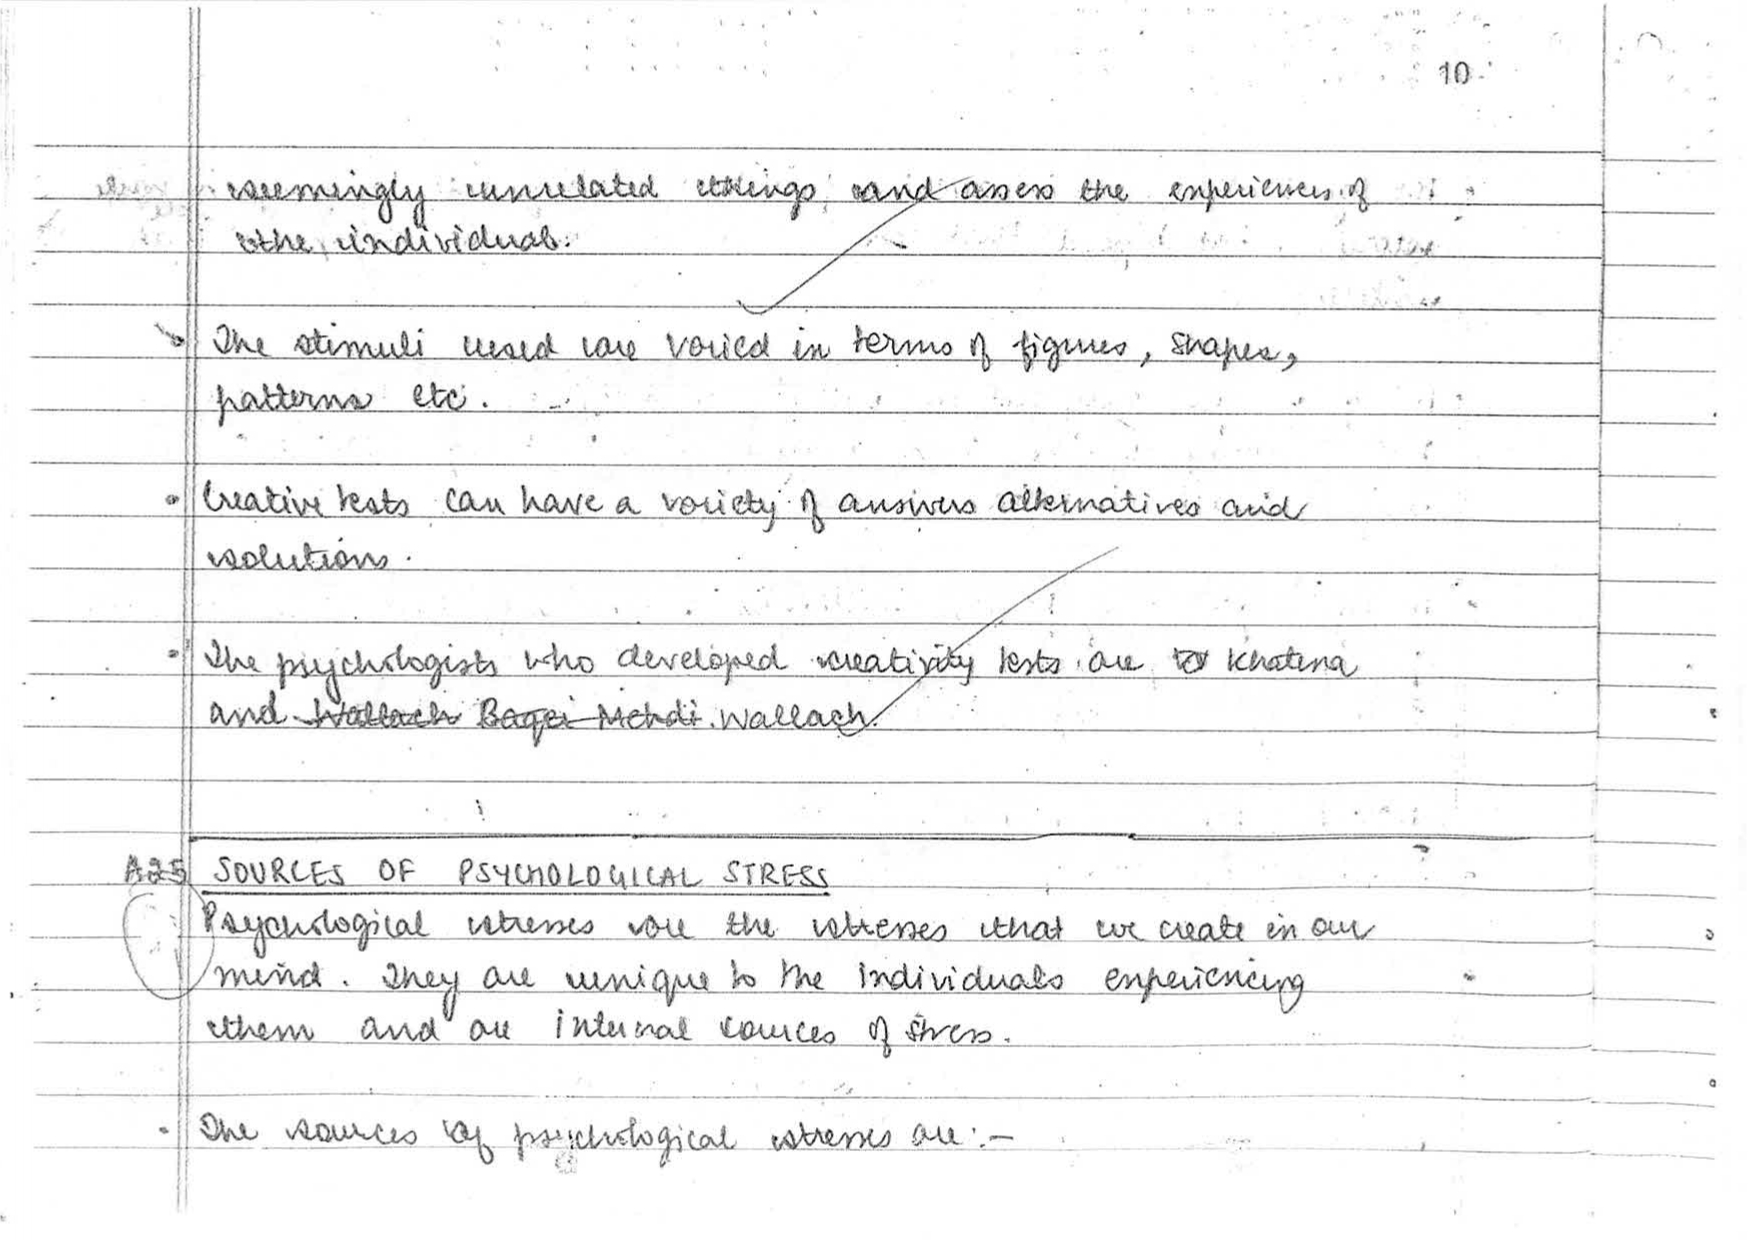 10
seemingly unrelated things and assess the experiences of
the individual.
The stimuli used are varied in terms of figures, shapes,
patterns etc.
Creative tests can have a variety of answers alternatives and
solutions.
The psychologists who developed creativity tests are to Khatena
and Wallach Baqei Mehdi Wallach.
A25 SOURCES OF PSYCHOLOGICAL STRESS
Psychological stresses are the stresses that we create in our
mind. They are unique to the individuals experiencing
them and are internal sources of stress.
The sources of psychological stresses are:-